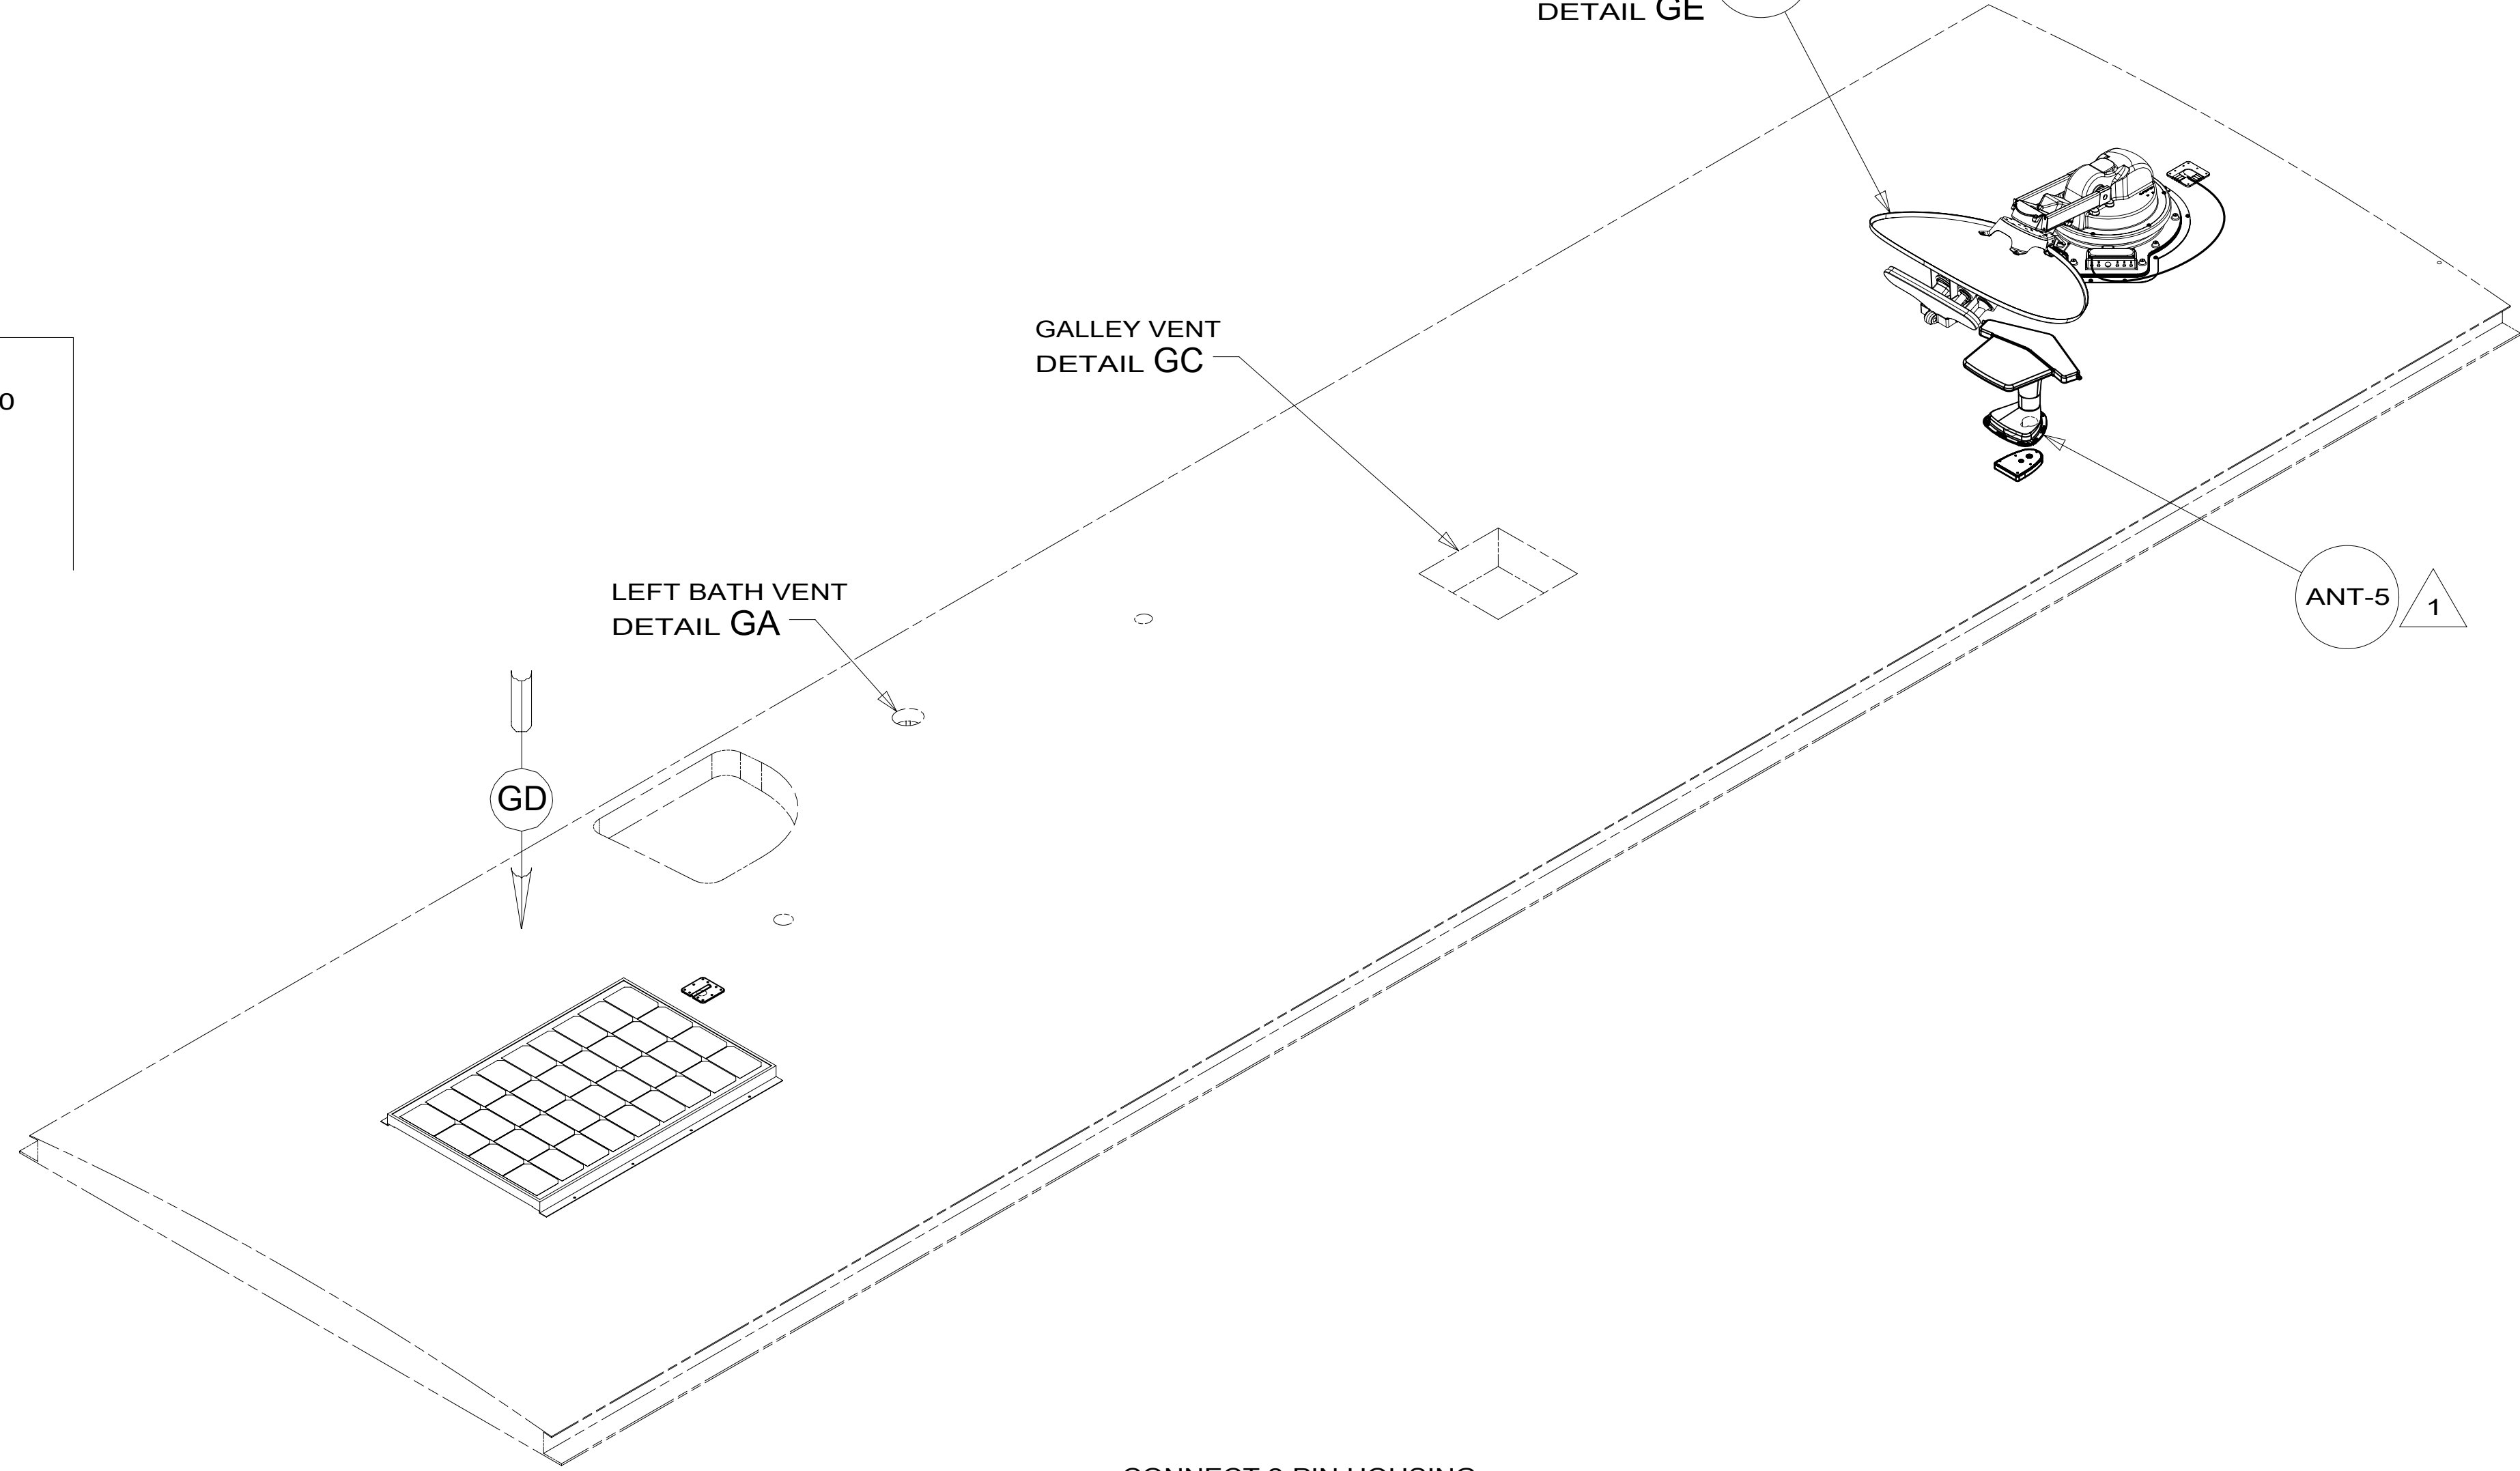 DETAIL GE
GALLEY VENT
DETAIL GC
LEFT BATH VENT
DETAIL GA
GD
ANT-5
1